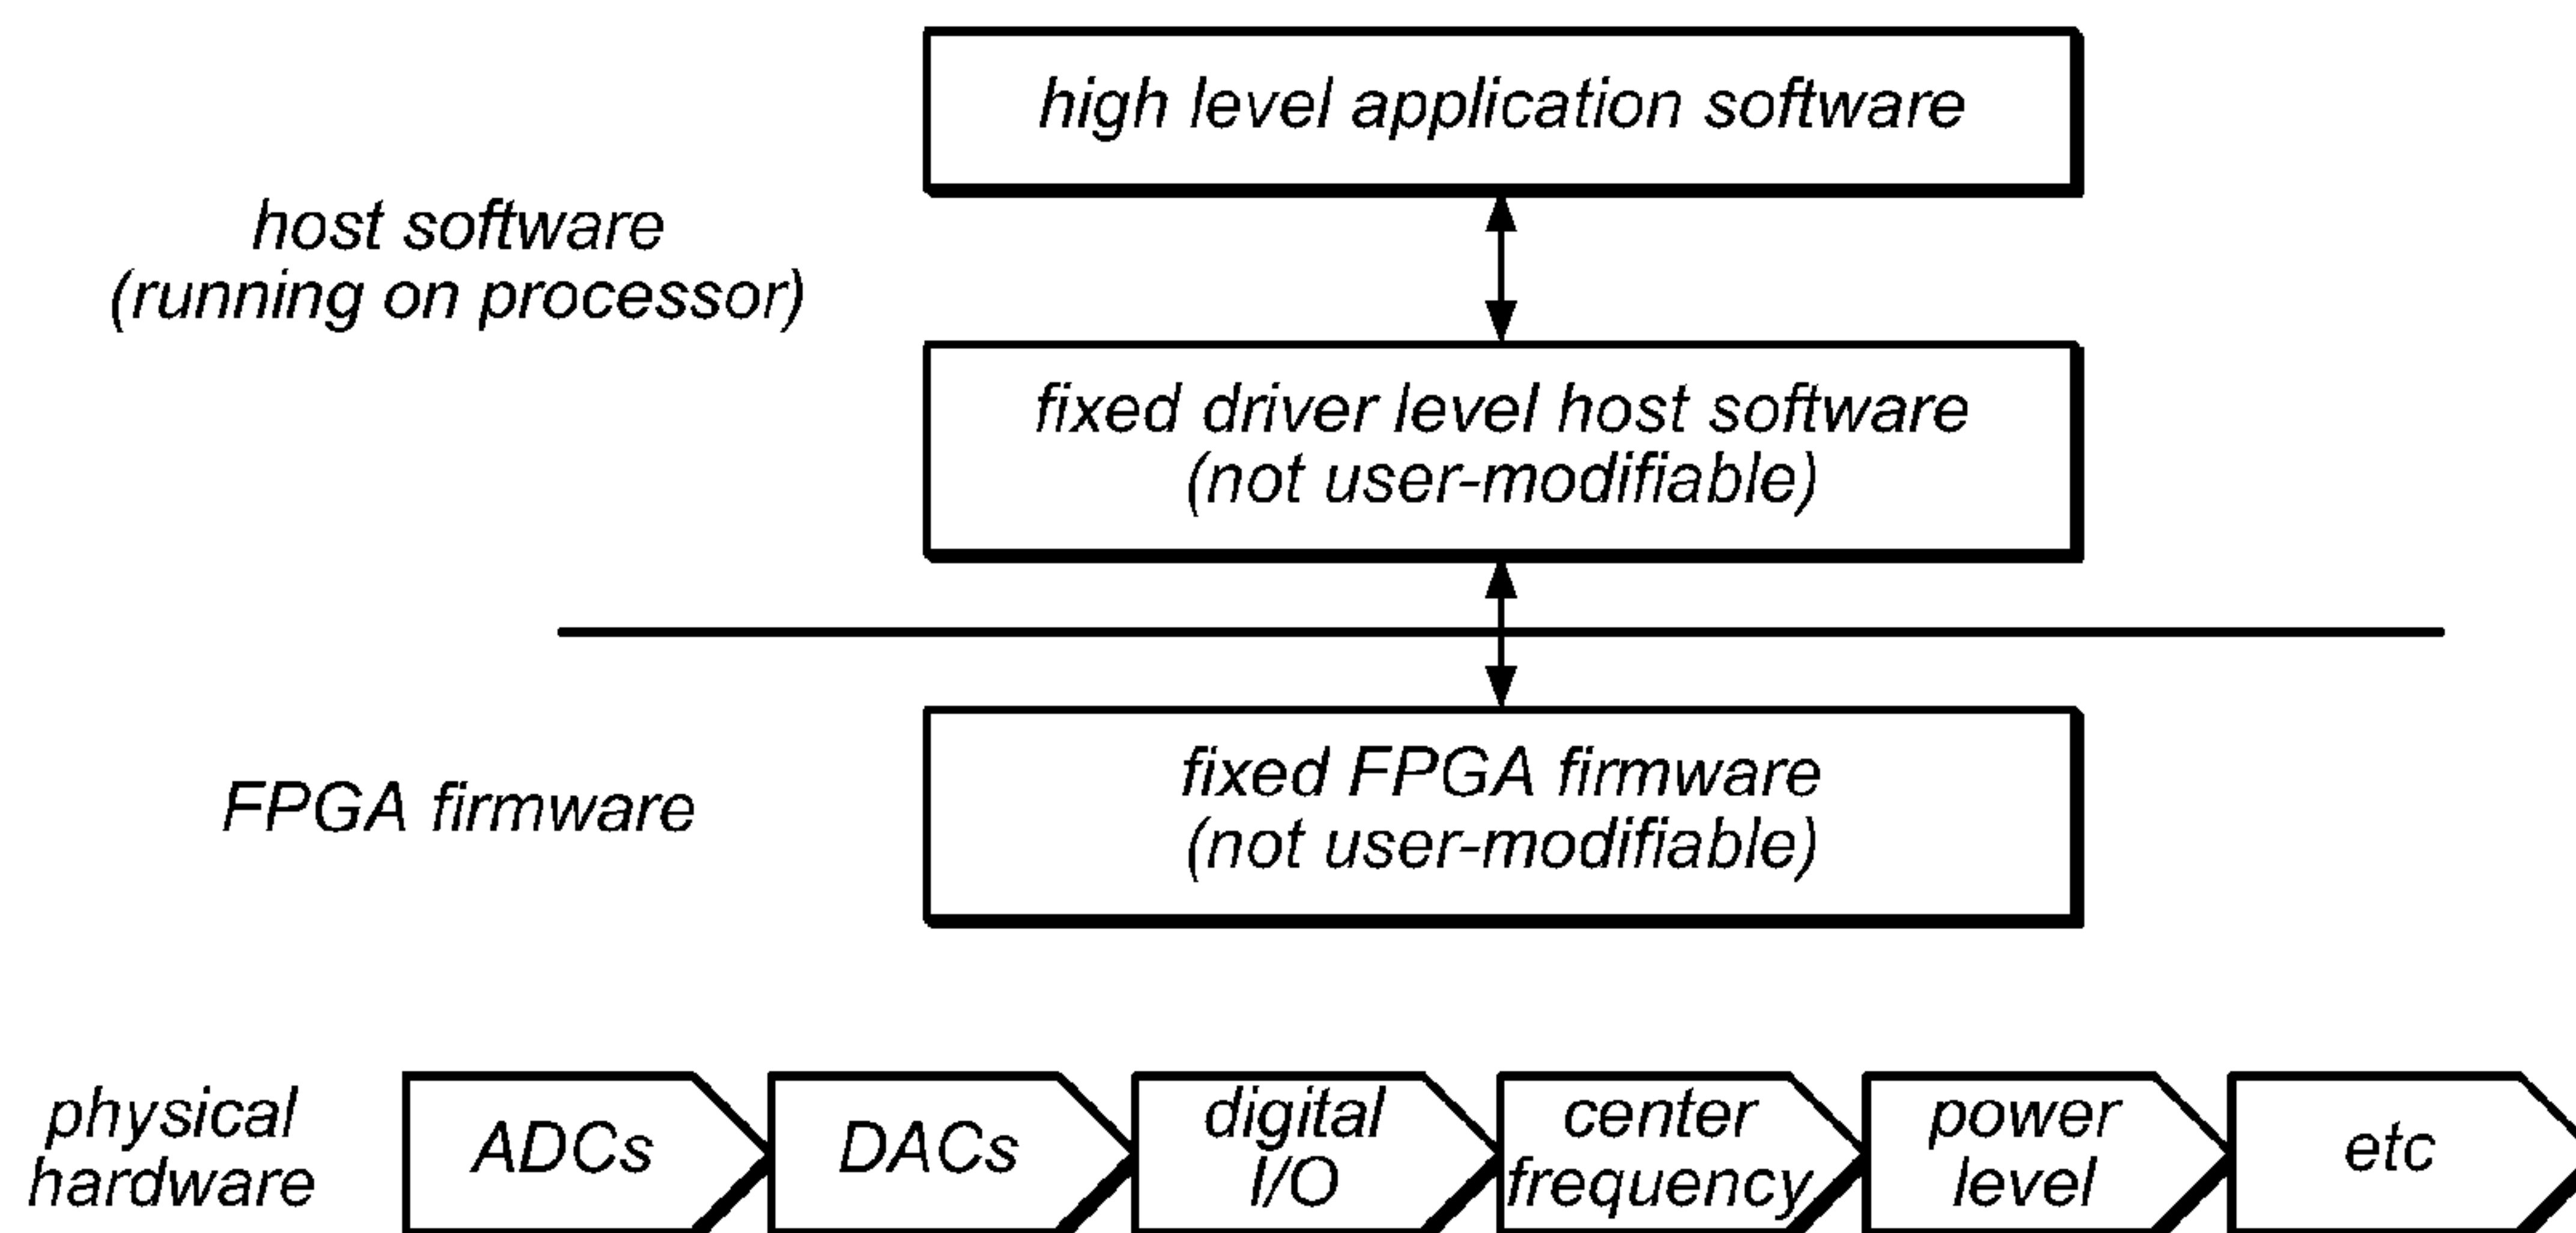 high level application software
host software
(running on processor)
fixed driver level host software
(not user-modifiable)
FPGA firmware
fixed FPGA firmware
(not user-modifiable)
physical
hardware
ADCs
DACs
digital
I/O
center
frequency
power
level
etc